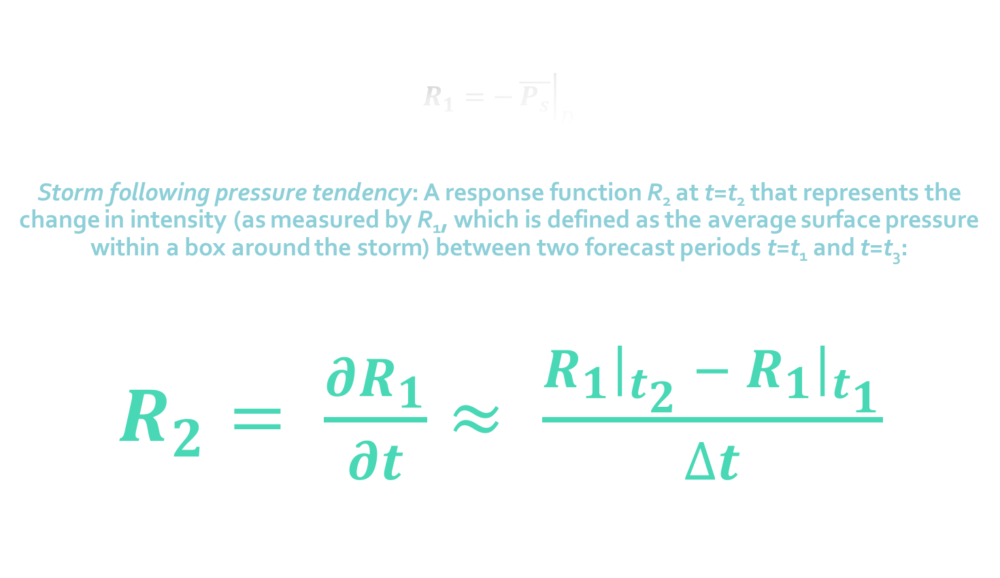 R₁ = − P̅ₛ|
Storm following pressure tendency: A response function R₂ at t=t₂ that represents the
change in intensity (as measured by R₁, which is defined as the average surface pressure
within a box around the storm) between two forecast periods t=t₁ and t=t₃:
R₂ = ∂R₁/∂t ≈ (R₁|t₂ − R₁|t₁)/Δt